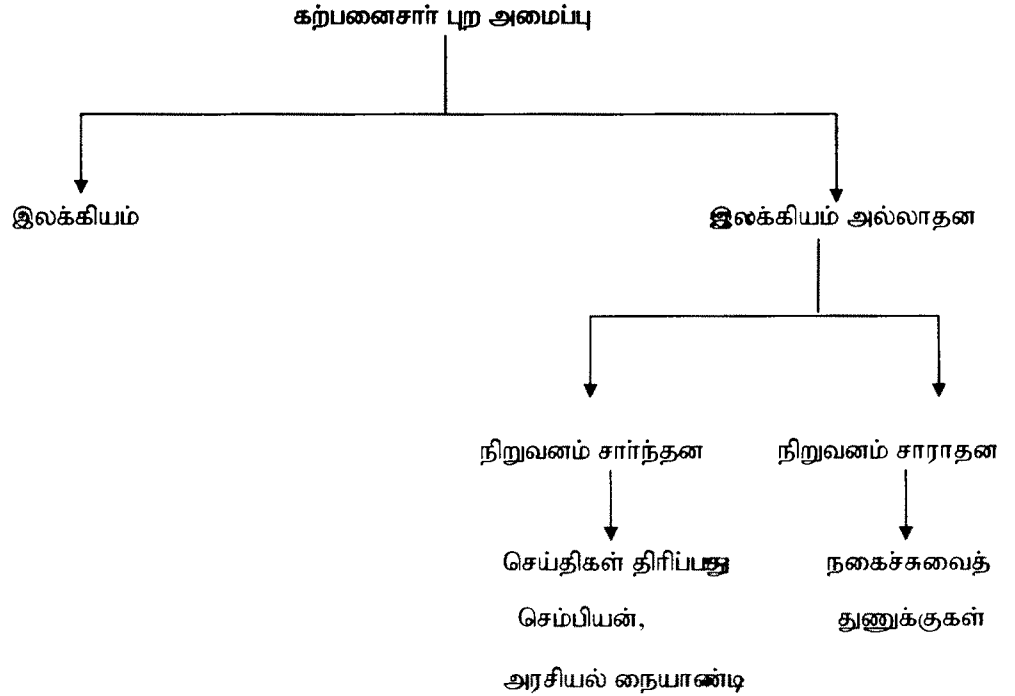 கற்பனைசார் புற அமைப்பு
இலக்கியம்
இலக்கியம் அல்லாதன
நிறுவனம் சார்ந்தன
நிறுவனம் சாராதன
செய்திகள் திரிப்பது
செம்பியன்,
அரசியல் நையாண்டி
நகைச்சுவைத்
துணுக்குகள்